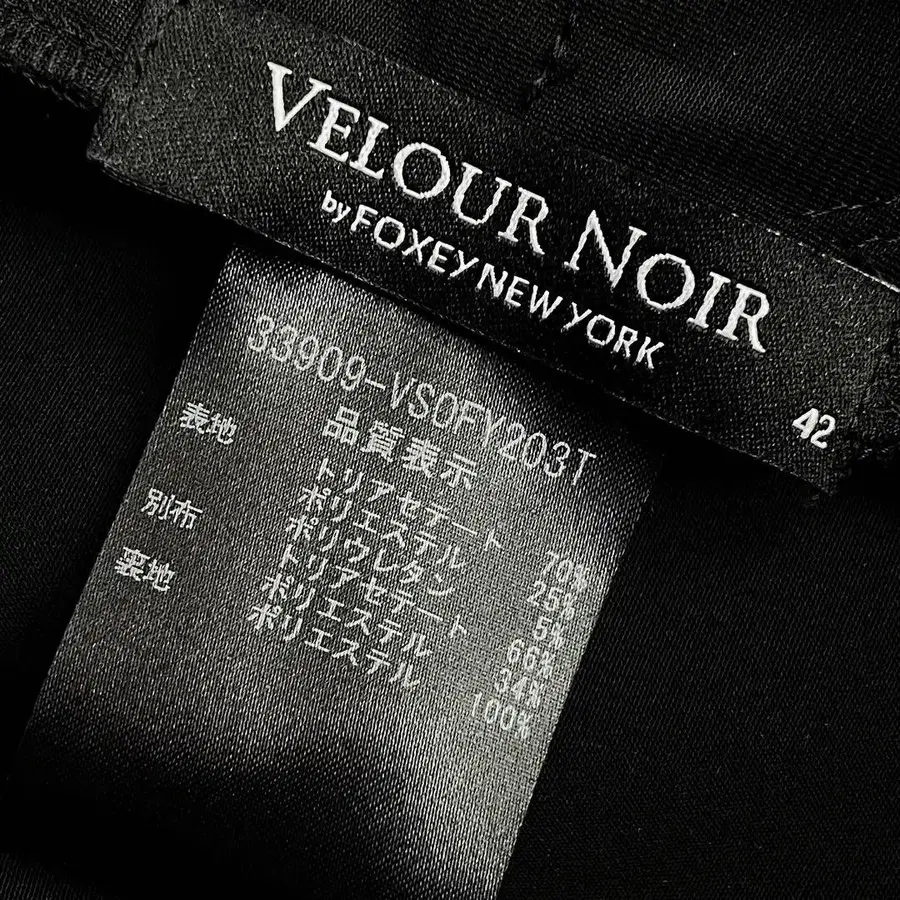 VELOUR NOIR
by FOXEY NEW YORK
42
33909-VSOFV203T
品質表示
表地 トリアセテート 70%
ポリエステル 25%
ポリウレタン 5%
別布 トリアセテート 66%
ポリエステル 34%
裏地 ポリエステル 100%